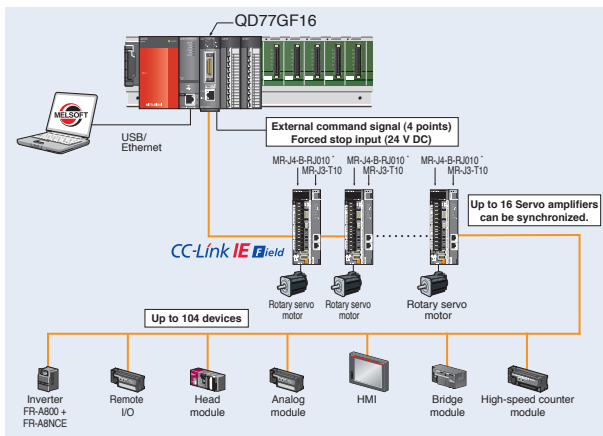 QD77GF16
MELSOFT
USB/
Ethernet
External command signal (4 points)
Forced stop input (24 V DC)
MR-J4-B-RJ010 *
MR-J3-T10
MR-J4-B-RJ010 *
MR-J3-T10
MR-J4-B-RJ010 *
MR-J3-T10
Up to 16 Servo amplifiers
can be synchronized.
CC-Link IE Field
Rotary servo
motor
Rotary servo
motor
Rotary servo
motor
Up to 104 devices
Inverter
FR-A800 +
FR-A8NCE
Remote
I/O
Head
module
Analog
module
HMI
Bridge
module
High-speed counter
module